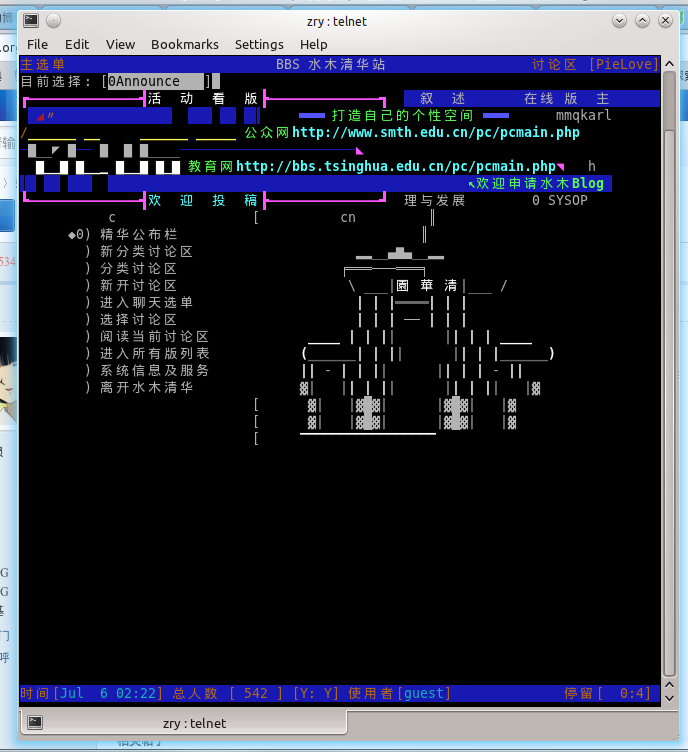 zry : telnet
File Edit View Bookmarks Settings Help
主选单 BBS 水木清华站 讨论区 [PieLove]
目前选择: [0Announce ]
活 动 看 版 叙 述 在线 版 主
打造自己的个性空间 mmqkarl
公众网http://www.smth.edu.cn/pc/pcmain.php
教育网http://bbs.tsinghua.edu.cn/pc/pcmain.php h
↖欢迎申请水木Blog
欢 迎 投 稿 理与发展 0 SYSOP
c [ cn
◆0) 精华公布栏
) 新分类讨论区
) 分类讨论区
) 新开讨论区 園 華 清
) 进入聊天选单
) 选择讨论区
) 阅读当前讨论区
) 进入所有版列表
) 系统信息及服务
) 离开水木清华
[
[
[
时间[Jul 6 02:22] 总人数 [ 542 ] [Y: Y] 使用者[guest] 停留[ 0:4]
zry : telnet